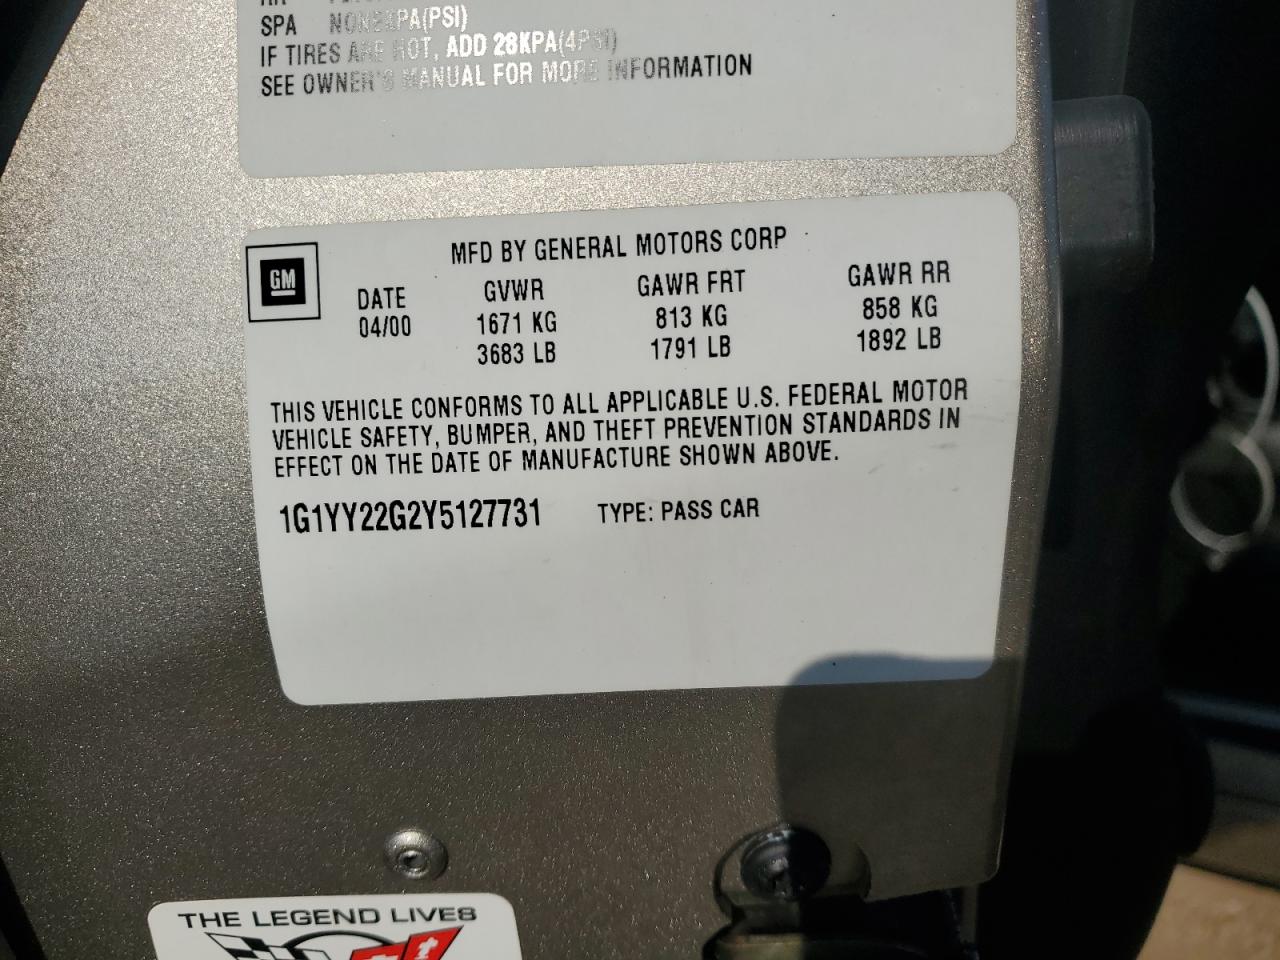 SPA NONE KPA(PSI)
IF TIRES ARE HOT, ADD 28KPA(4PSI)
SEE OWNER'S MANUAL FOR MORE INFORMATION
MFD BY GENERAL MOTORS CORP
GM
DATE GVWR GAWR FRT GAWR RR
04/00 1671 KG 813 KG 858 KG
3683 LB 1791 LB 1892 LB
THIS VEHICLE CONFORMS TO ALL APPLICABLE U.S. FEDERAL MOTOR
VEHICLE SAFETY, BUMPER, AND THEFT PREVENTION STANDARDS IN
EFFECT ON THE DATE OF MANUFACTURE SHOWN ABOVE.
1G1YY22G2Y5127731 TYPE: PASS CAR
THE LEGEND LIVES